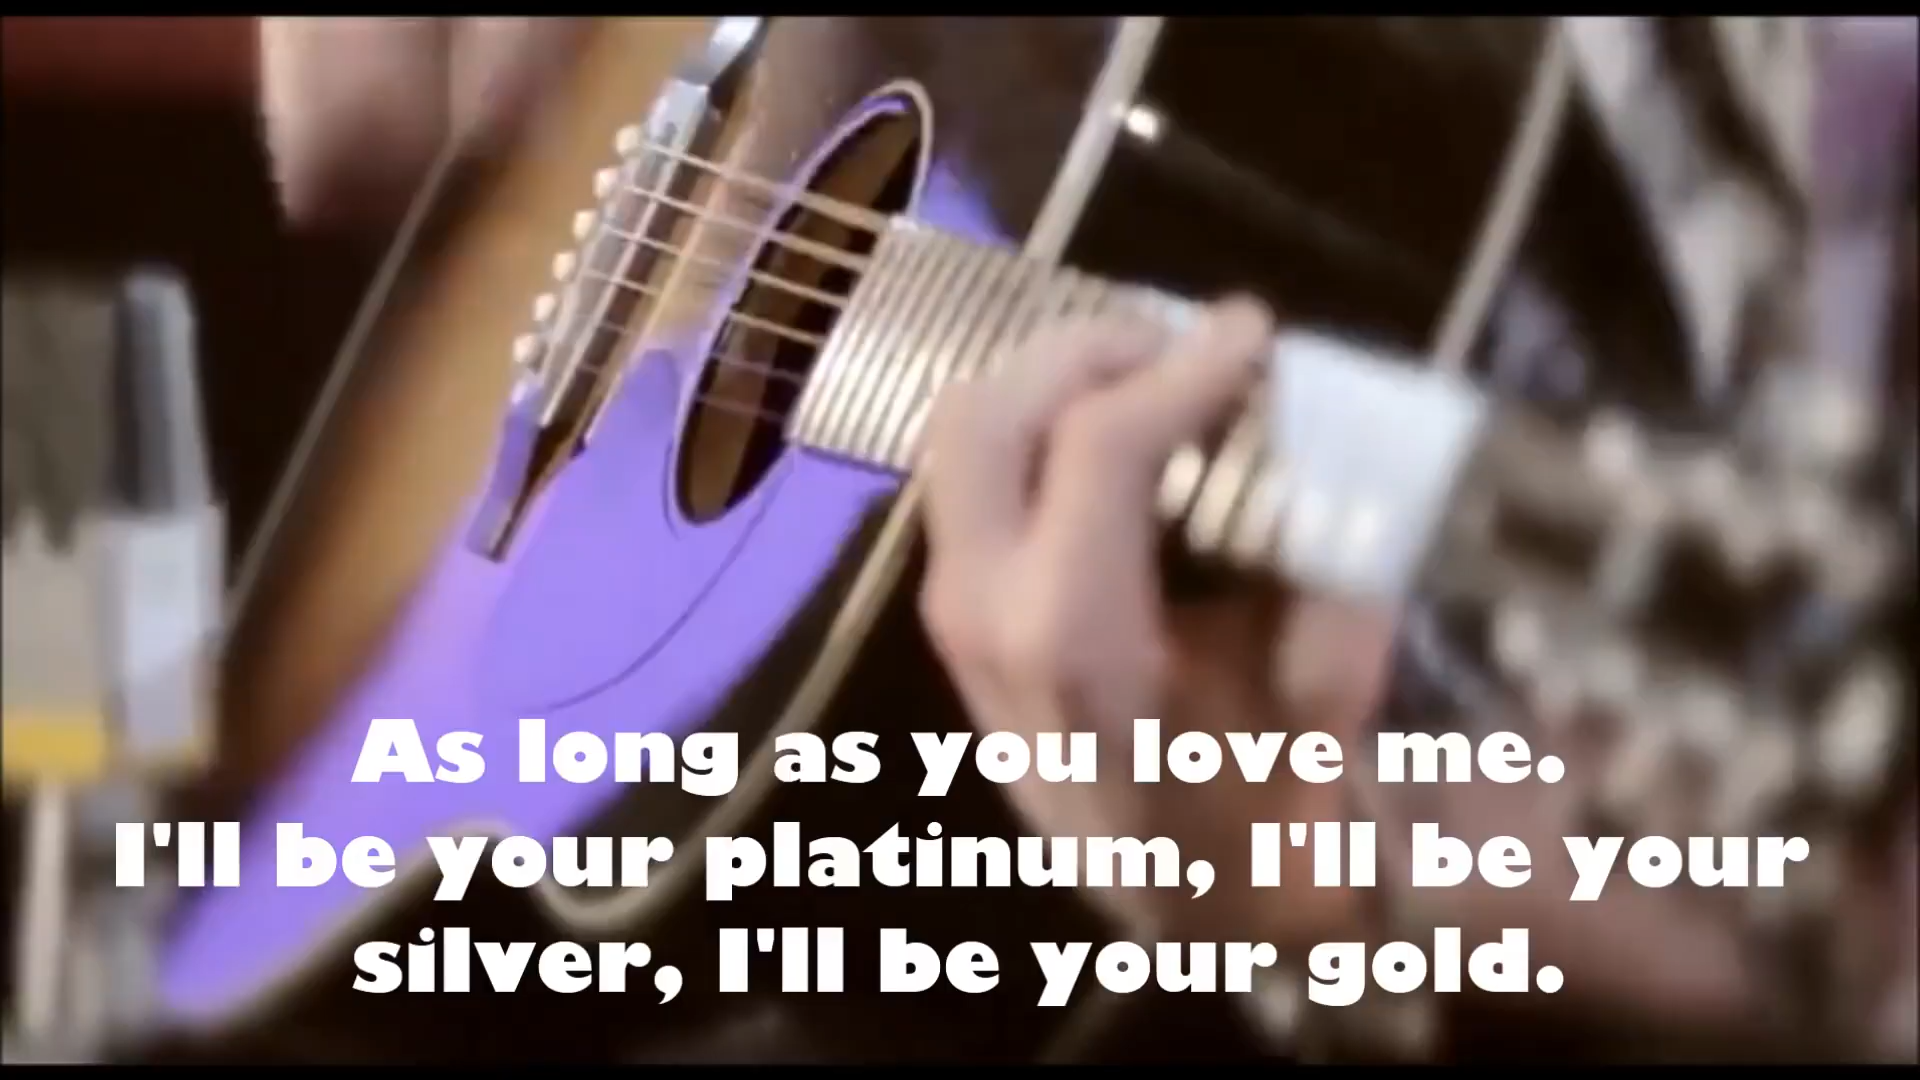 As long as you love me.
I'll be your platinum, I'll be your
silver, I'll be your gold.